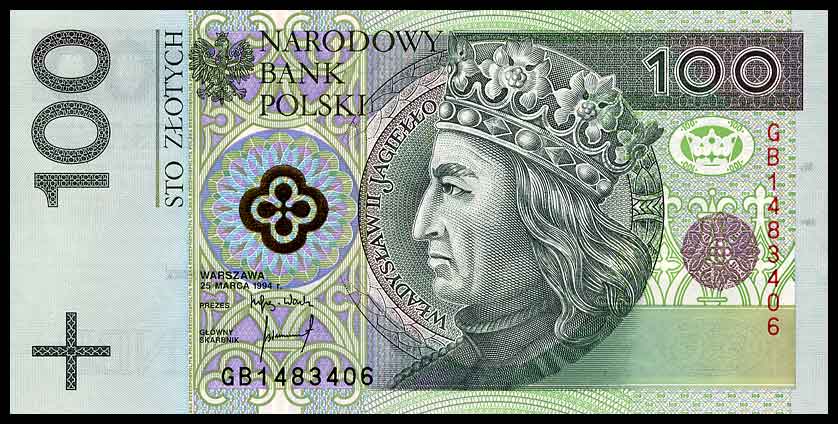 100
STO ZŁOTYCH
NARODOWY
BANK
POLSKI
100
WŁADYSŁAW II JAGIEŁŁO
GB1483406
WARSZAWA
25 MARCA 1994 r.
PREZES
GŁÓWNY
SKARBNIK
GB1483406